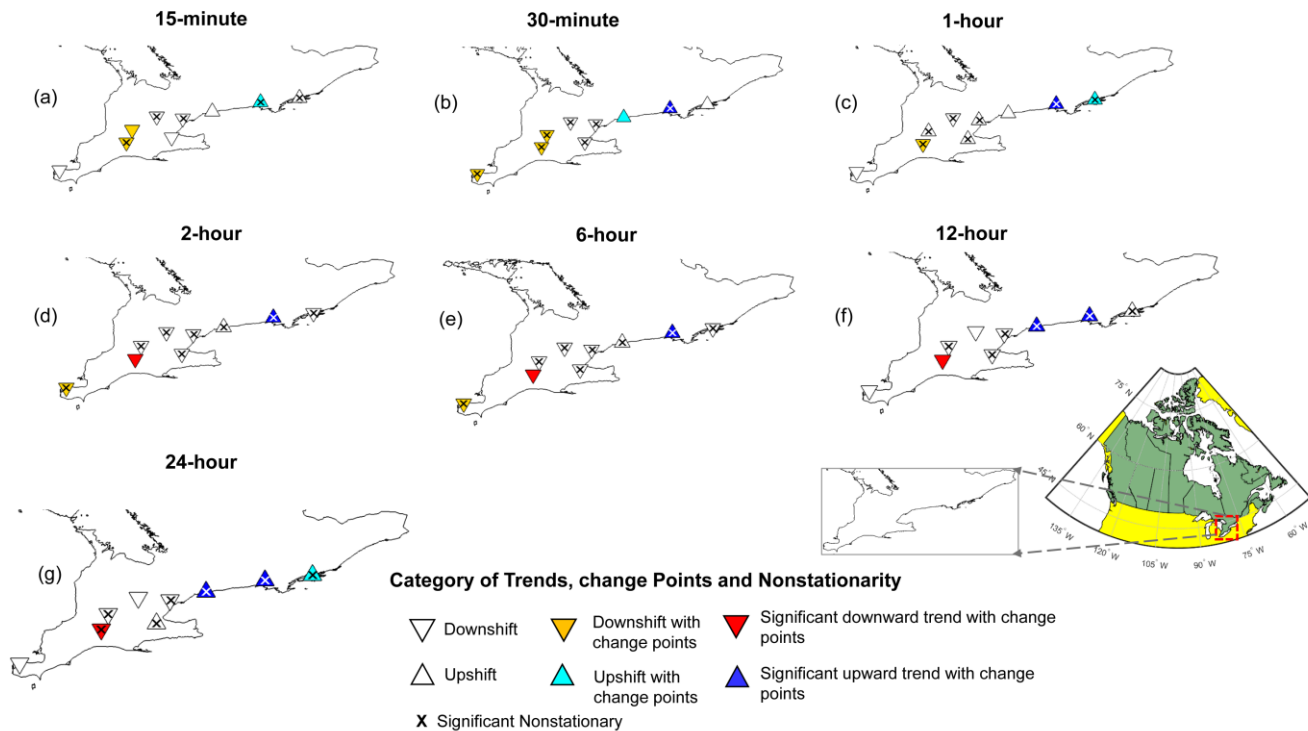 15-minute
30-minute
1-hour
(a)
(b)
(c)
2-hour
6-hour
12-hour
(d)
(e)
(f)
24-hour
(g)
75° N
60° N
45° N
135° W
120° W
105° W
90° W
75° W
60° W
Category of Trends, change Points and Nonstationarity
Downshift
Downshift with
change points
Significant downward trend with change
points
Upshift
Upshift with
change points
Significant upward trend with change
points
X Significant Nonstationary